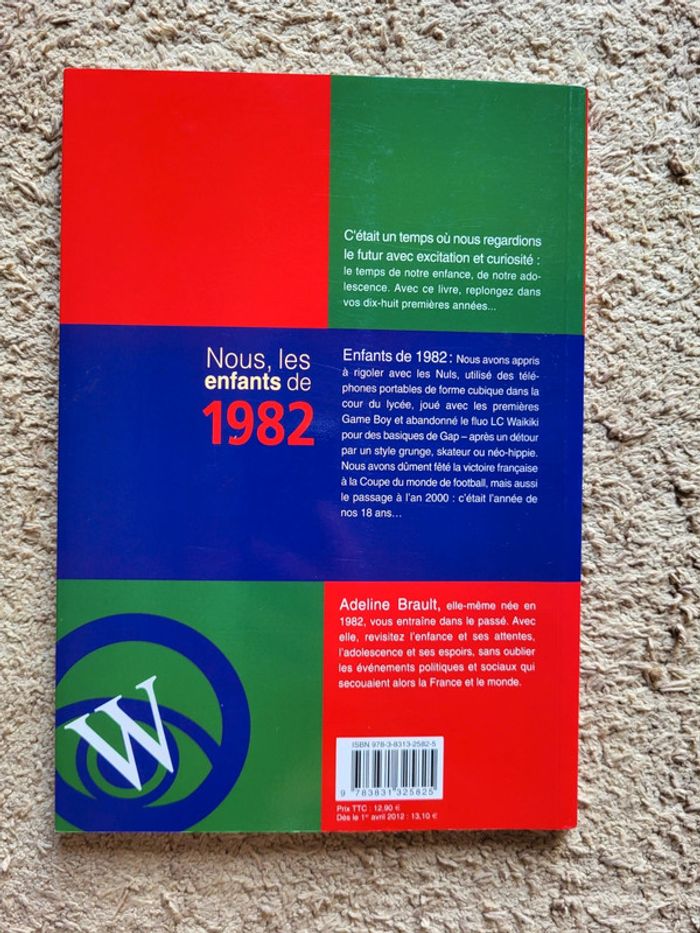 C'était un temps où nous regardions
le futur avec excitation et curiosité :
le temps de notre enfance, de notre ado-
lescence. Avec ce livre, replongez dans
vos dix-huit premières années...
Nous, les
enfants de
1982
Enfants de 1982 : Nous avons appris
à rigoler avec les Nuls, utilisé des télé-
phones portables de forme cubique dans la
cour du lycée, joué avec les premières
Game Boy et abandonné le fluo LC Waikiki
pour des basiques de Gap – après un détour
par un style grunge, skateur ou néo-hippie.
Nous avons dûment fêté la victoire française
à la Coupe du monde de football, mais aussi
le passage à l'an 2000 : c'était l'année de
nos 18 ans...
Adeline Brault, elle-même née en
1982, vous entraîne dans le passé. Avec
elle, revisitez l'enfance et ses attentes,
l'adolescence et ses espoirs, sans oublier
les événements politiques et sociaux qui
secouaient alors la France et le monde.
W
ISBN 978-3-8313-2582-5
9 783831 325825
Prix TTC : 12,90 €
Dès le 1er avril 2012 : 13,10 €